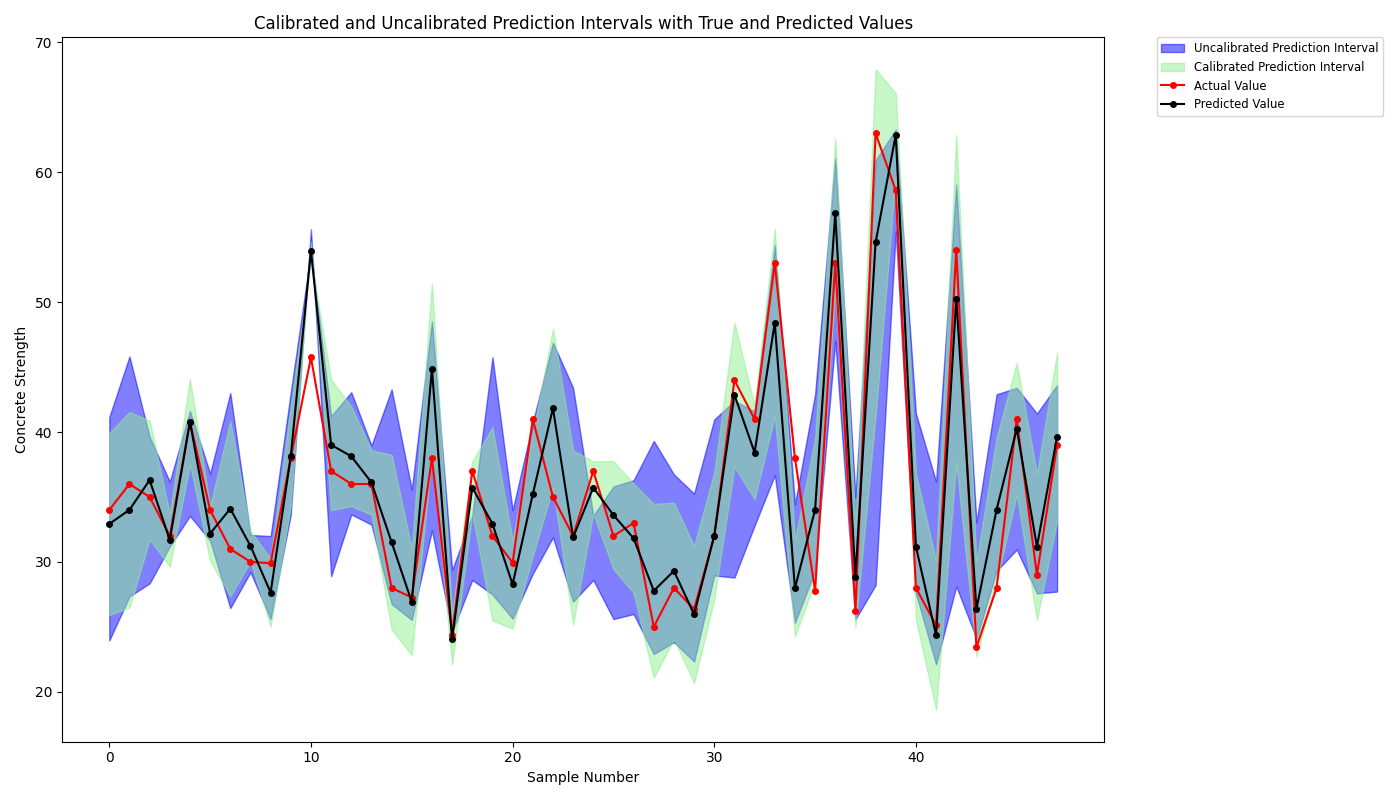 Calibrated and Uncalibrated Prediction Intervals with True and Predicted Values
70
60
50
40
30
20
Concrete Strength
0 10 20 30 40
Sample Number
Uncalibrated Prediction Interval
Calibrated Prediction Interval
Actual Value
Predicted Value